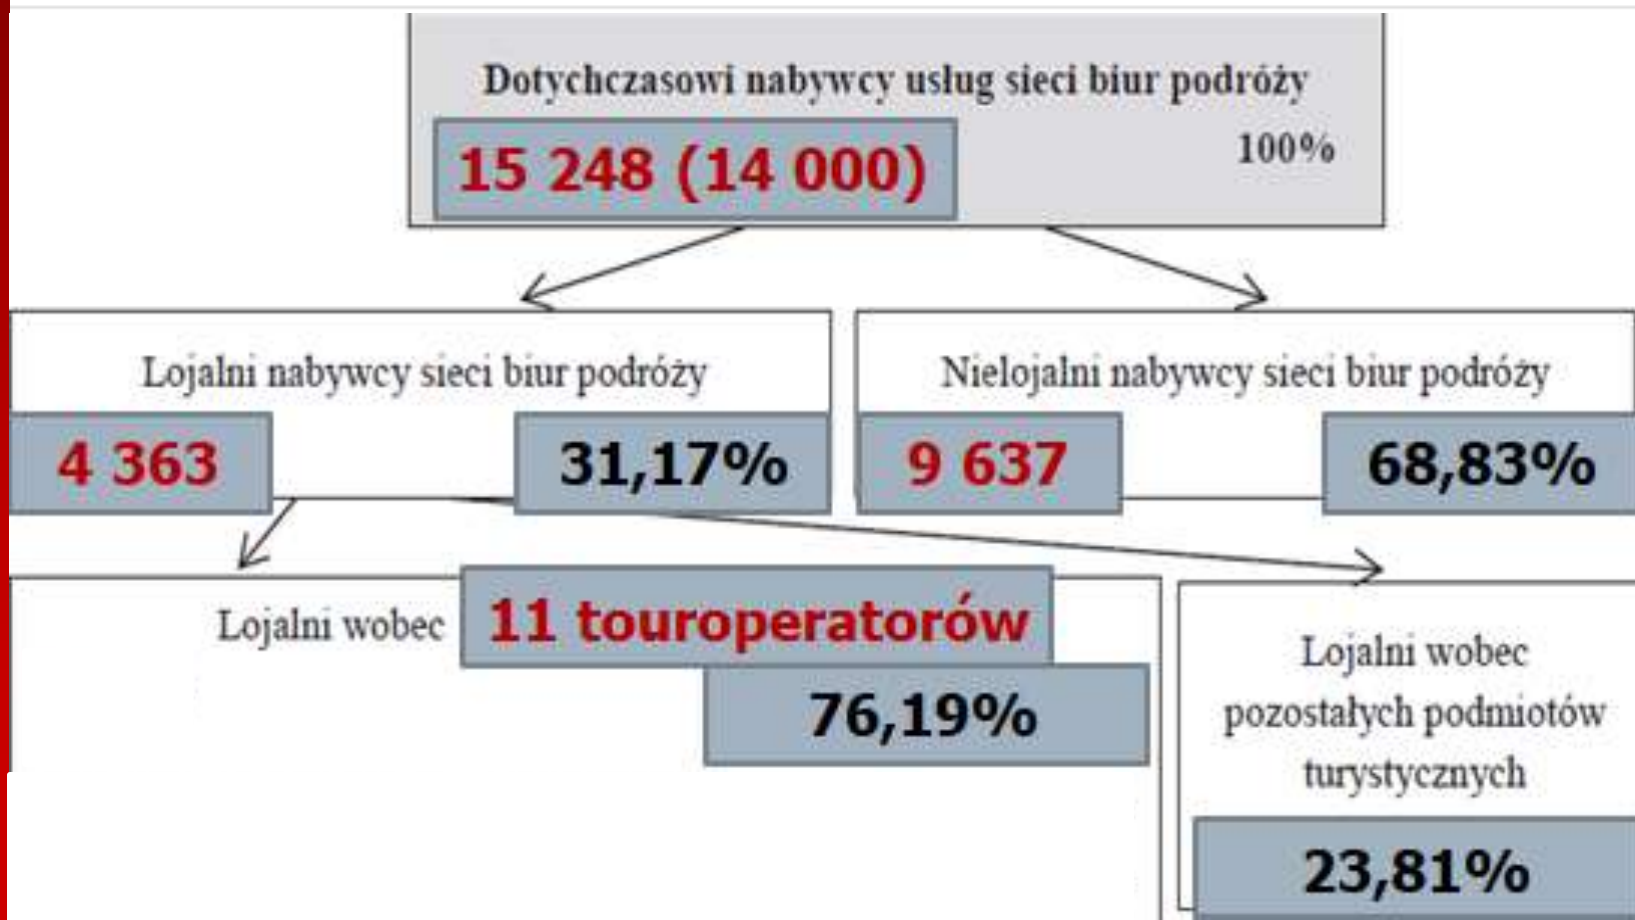 Dotychczasowi nabywcy usług sieci biur podróży
15 248 (14 000)
100%
Lojalni nabywcy sieci biur podróży
4 363
31,17%
Nielojalni nabywcy sieci biur podróży
9 637
68,83%
Lojalni wobec 11 touroperatorów
76,19%
Lojalni wobec
pozostałych podmiotów
turystycznych
23,81%